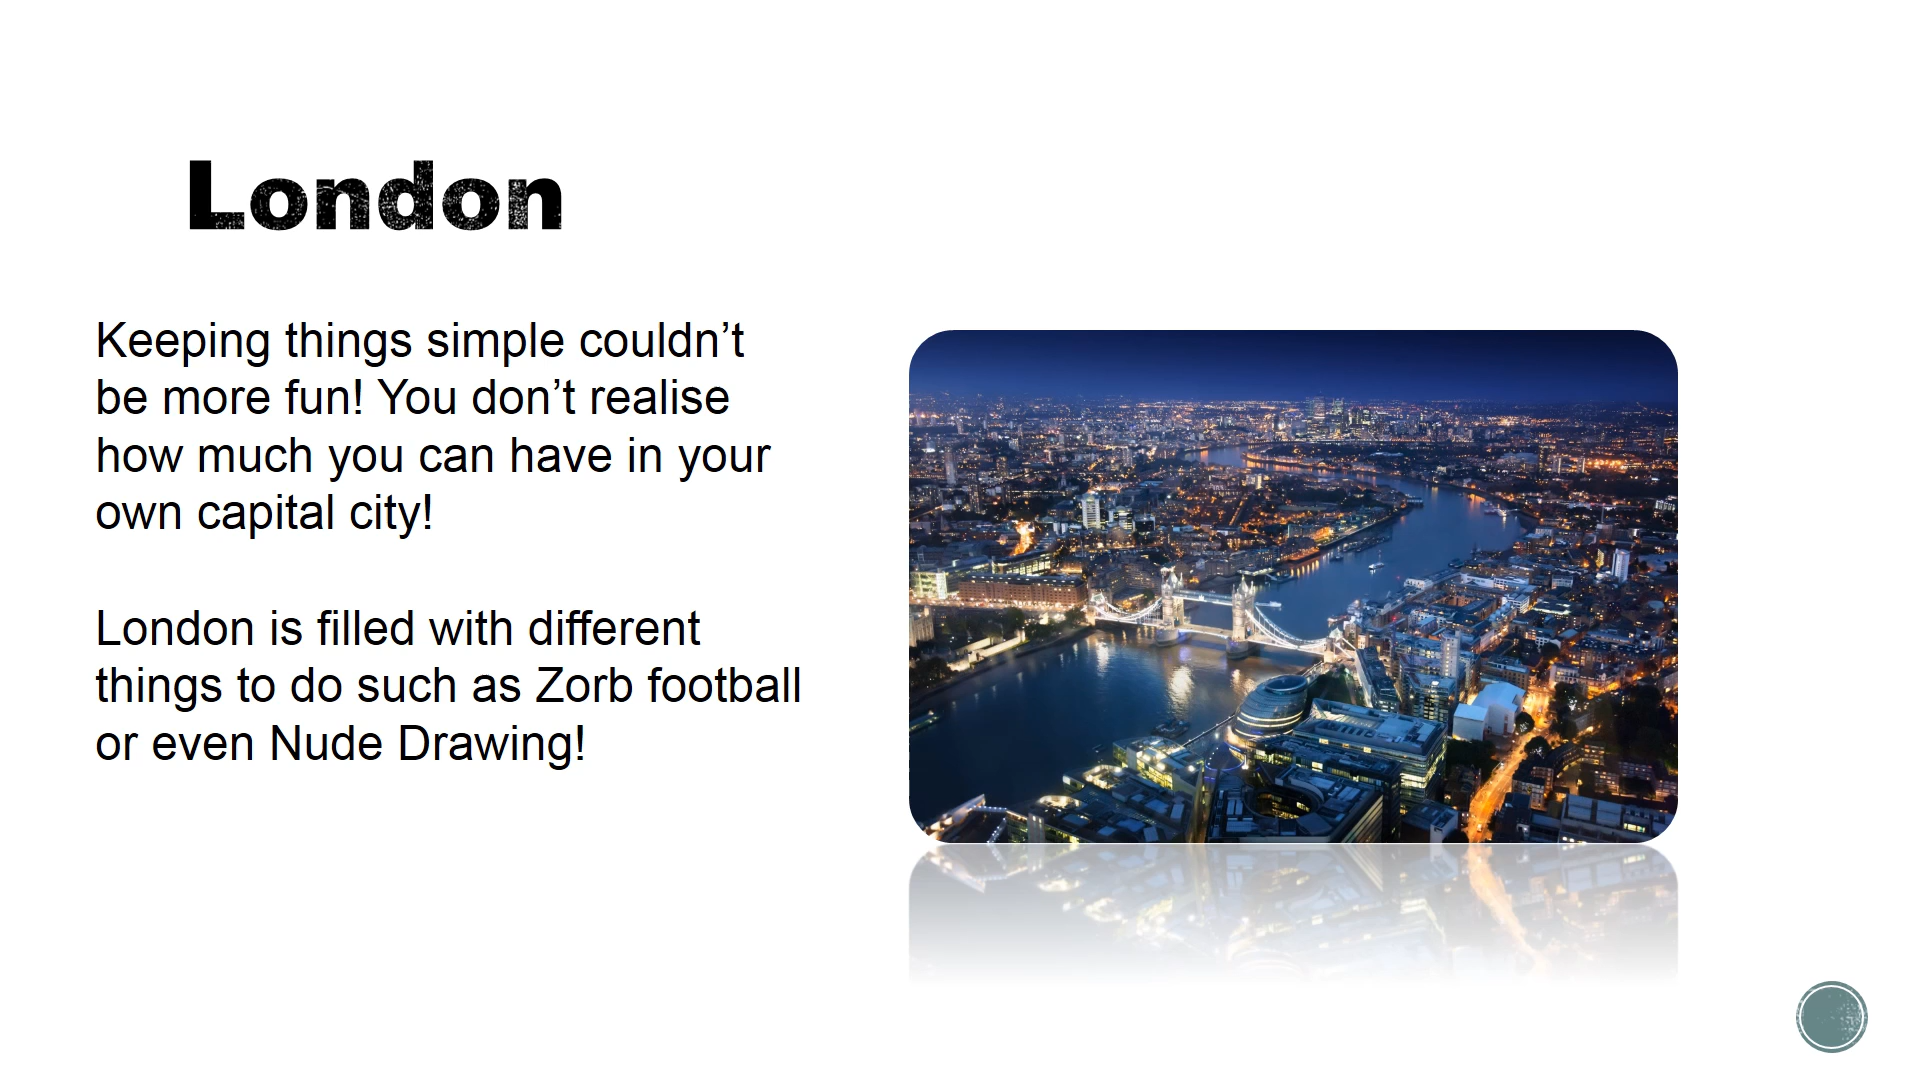 London
Keeping things simple couldn’t
be more fun! You don’t realise
how much you can have in your
own capital city!
London is filled with different
things to do such as Zorb football
or even Nude Drawing!